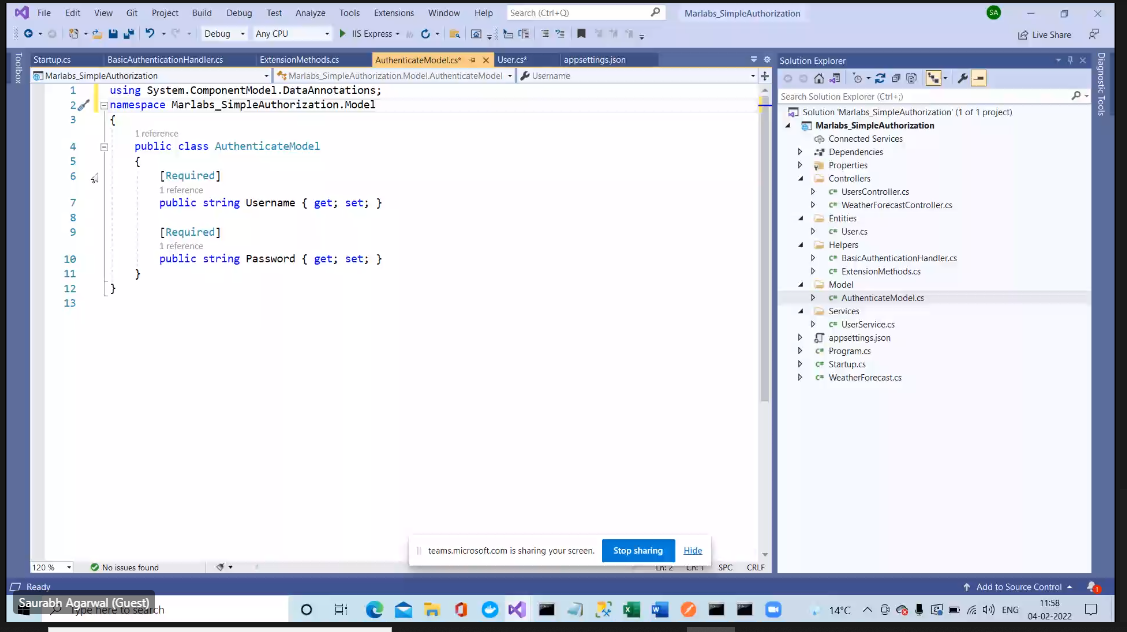 File Edit View Git Project Build Debug Test Analyze Tools Extensions Window Help Search (Ctrl+Q) Marlabs_SimpleAuthorization SA
Debug Any CPU IIS Express Live Share
Startup.cs BasicAuthenticationHandler.cs ExtensionMethods.cs AuthenticateModel.cs* User.cs* appsettings.json
Toolbox
Marlabs_SimpleAuthorization Marlabs_SimpleAuthorization.Model.AuthenticateModel Username
1 using System.ComponentModel.DataAnnotations;
2 namespace Marlabs_SimpleAuthorization.Model
3 {
1 reference
4 public class AuthenticateModel
5 {
6 [Required]
1 reference
7 public string Username { get; set; }
8
9 [Required]
1 reference
10 public string Password { get; set; }
11 }
12 }
13
Solution Explorer
Search Solution Explorer (Ctrl+;)
Solution 'Marlabs_SimpleAuthorization' (1 of 1 project)
Marlabs_SimpleAuthorization
Connected Services
Dependencies
Properties
Controllers
C# UsersController.cs
C# WeatherForecastController.cs
Entities
C# User.cs
Helpers
C# BasicAuthenticationHandler.cs
C# ExtensionMethods.cs
Model
C# AuthenticateModel.cs
Services
C# UserService.cs
appsettings.json
C# Program.cs
C# Startup.cs
C# WeatherForecast.cs
Diagnostic Tools
teams.microsoft.com is sharing your screen. Stop sharing Hide
120 % No issues found Ln: 2 Ch: 1 SPC CRLF
Ready Add to Source Control 1
Saurabh Agarwal (Guest)
Type here to search
14°C ENG 11:58
04-02-2022